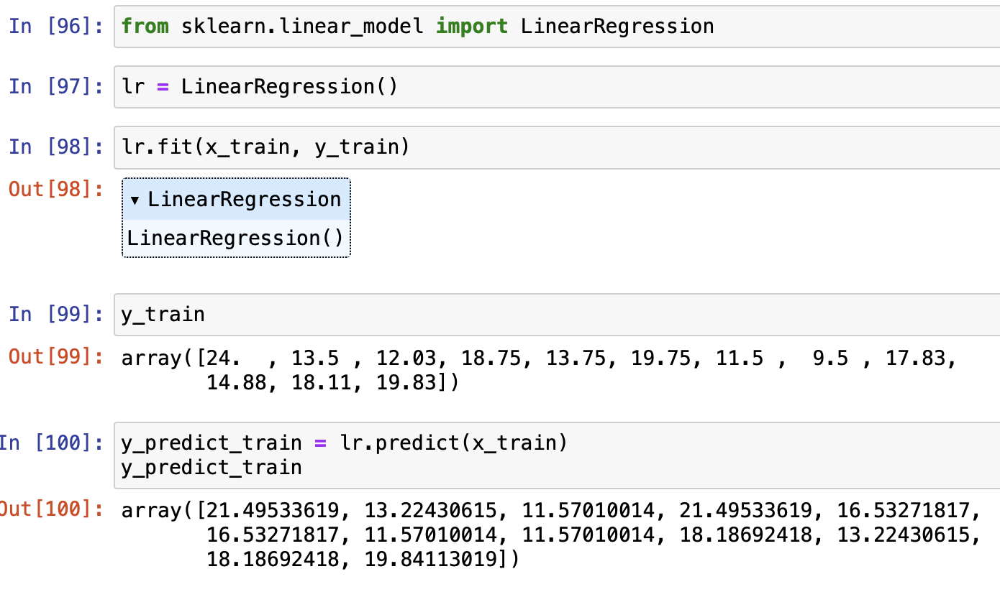 In [96]: from sklearn.linear_model import LinearRegression
In [97]: lr = LinearRegression()
In [98]: lr.fit(x_train, y_train)
Out[98]: ▼ LinearRegression
LinearRegression()
In [99]: y_train
Out[99]: array([24.  , 13.5 , 12.03, 18.75, 13.75, 19.75, 11.5 ,  9.5 , 17.83,
14.88, 18.11, 19.83])
In [100]: y_predict_train = lr.predict(x_train)
y_predict_train
Out[100]: array([21.49533619, 13.22430615, 11.57010014, 21.49533619, 16.53271817,
16.53271817, 11.57010014, 11.57010014, 18.18692418, 13.22430615,
18.18692418, 19.84113019])